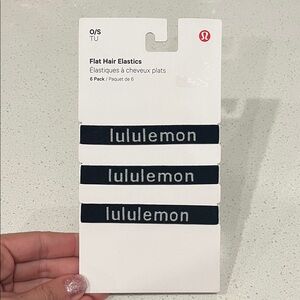 O/S
TU
Flat Hair Elastics
Élastiques à cheveux plats
6 Pack / Paquet de 6
lululemon
lululemon
lululemon